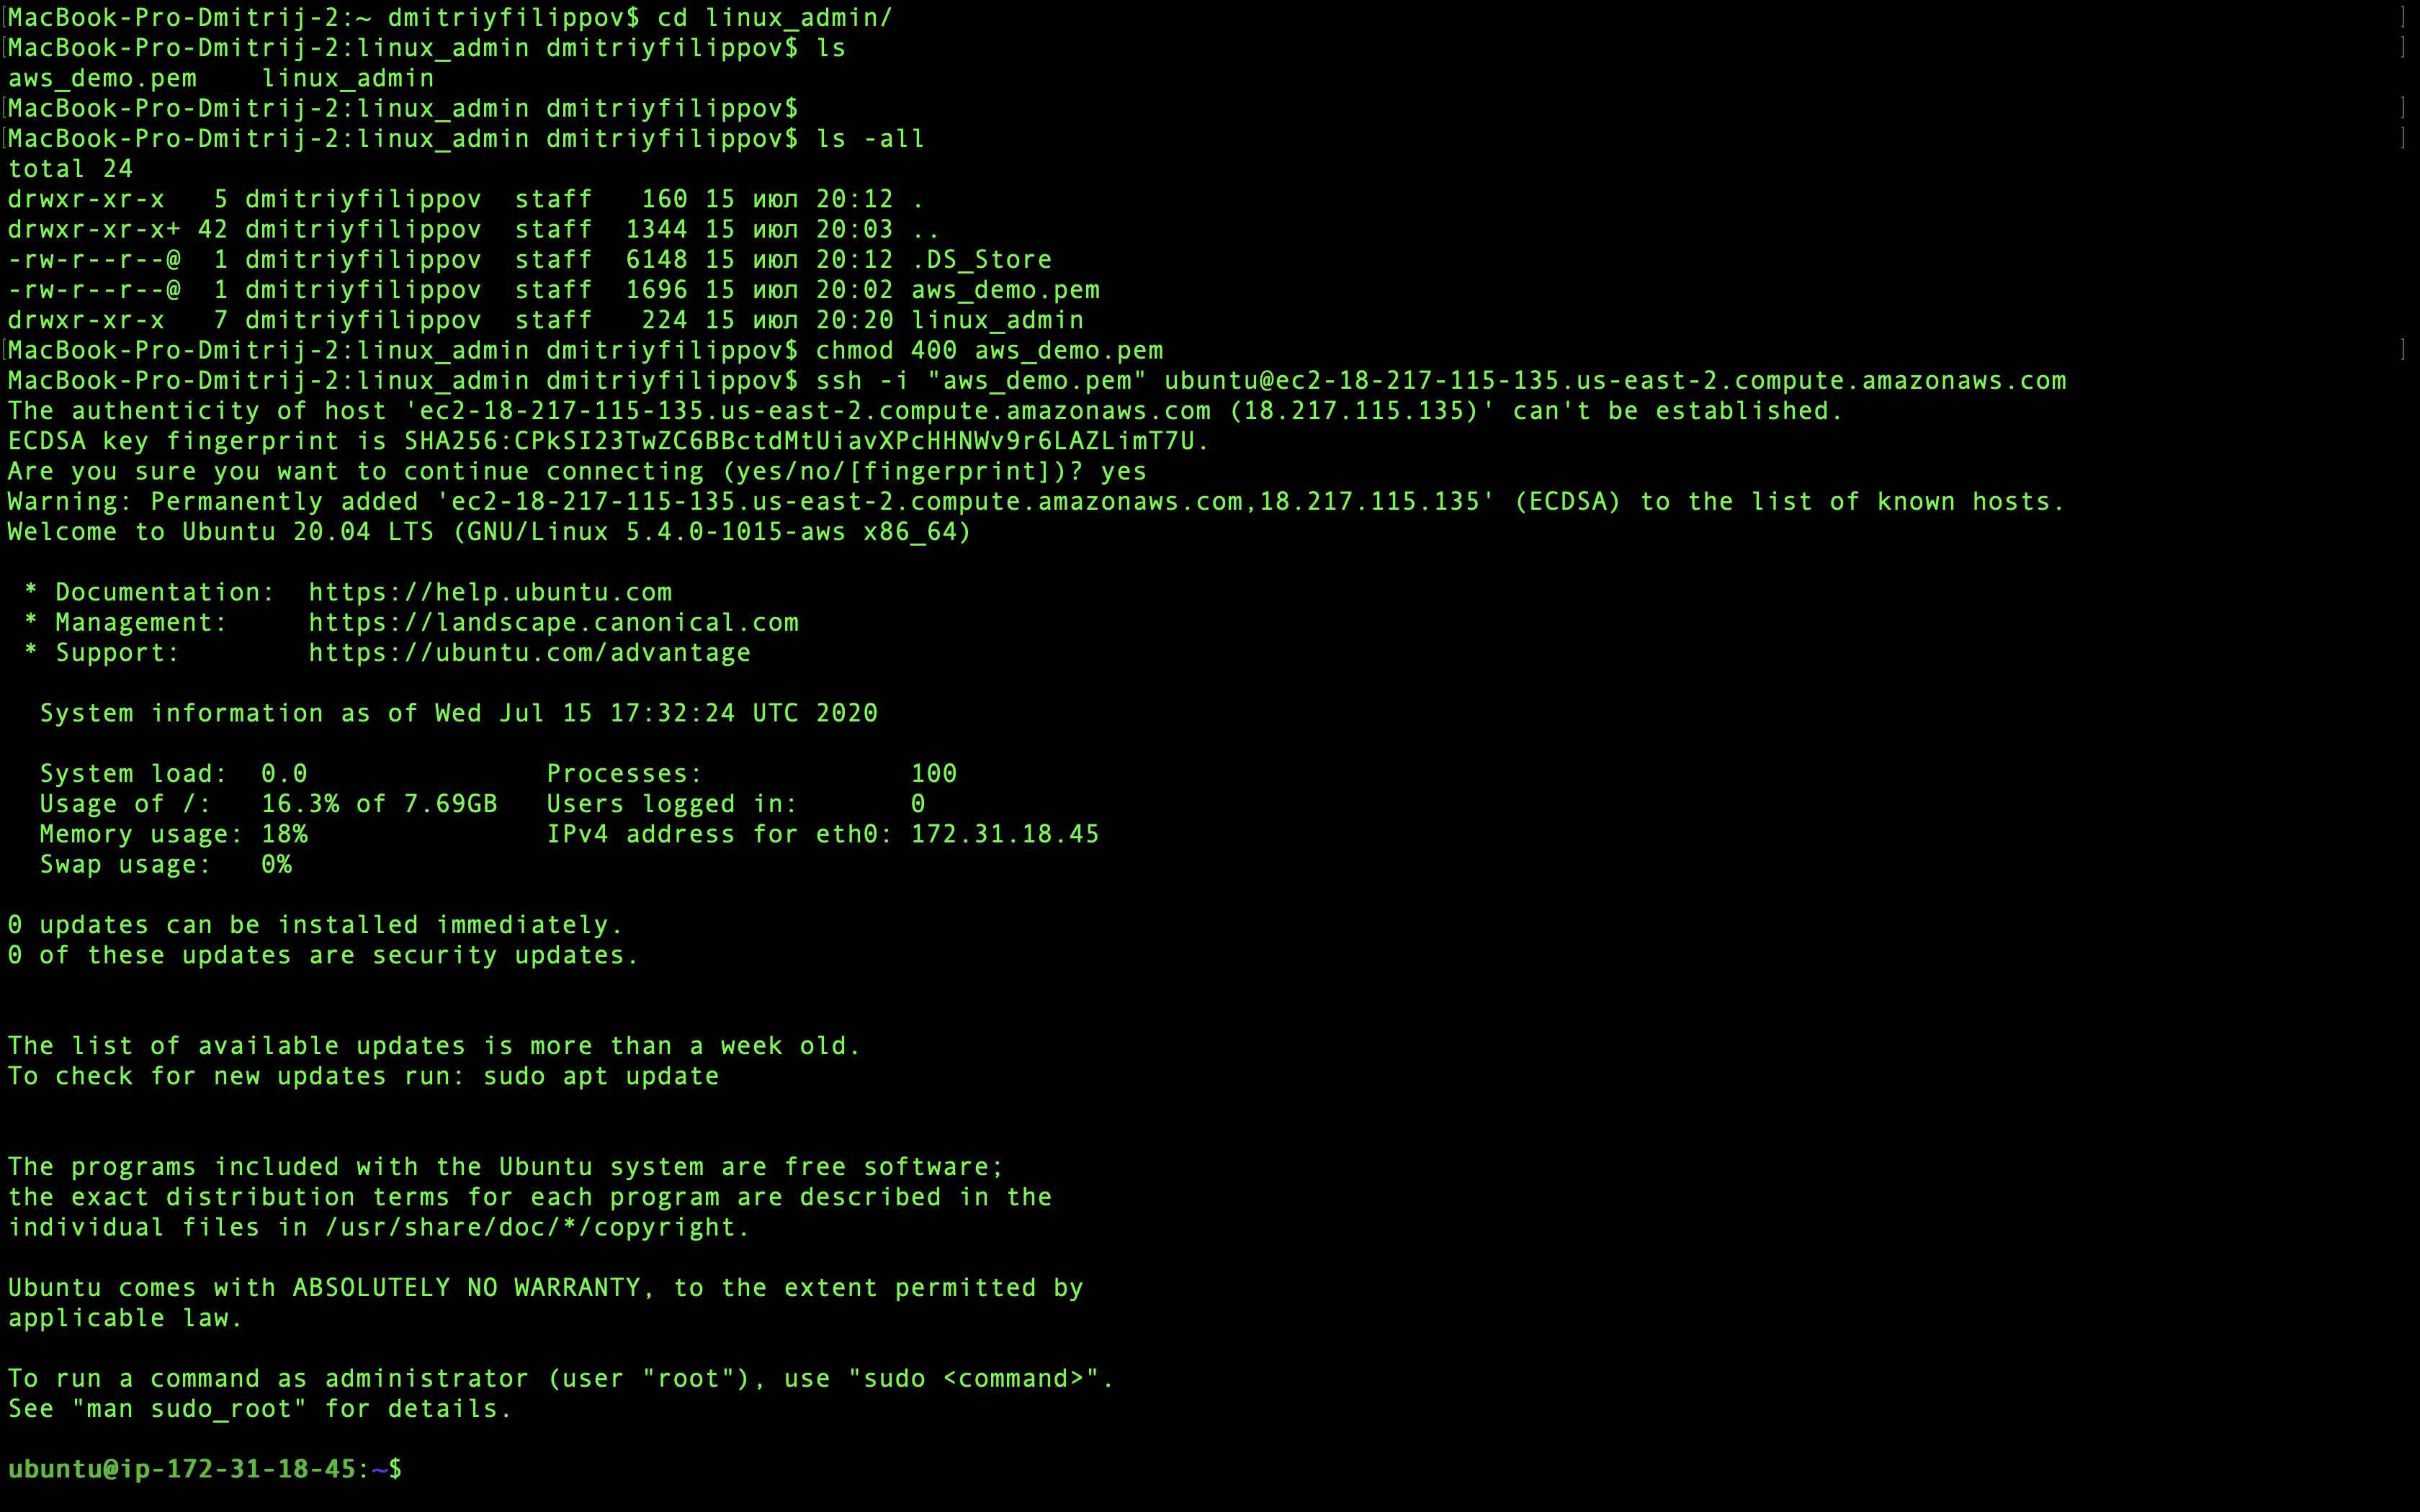 [MacBook-Pro-Dmitrij-2:~ dmitriyfilippov$ cd linux_admin/ ]
[MacBook-Pro-Dmitrij-2:linux_admin dmitriyfilippov$ ls ]
aws_demo.pem    linux_admin
[MacBook-Pro-Dmitrij-2:linux_admin dmitriyfilippov$ ]
[MacBook-Pro-Dmitrij-2:linux_admin dmitriyfilippov$ ls -all ]
total 24
drwxr-xr-x   5 dmitriyfilippov  staff   160 15 июл 20:12 .
drwxr-xr-x+ 42 dmitriyfilippov  staff  1344 15 июл 20:03 ..
-rw-r--r--@  1 dmitriyfilippov  staff  6148 15 июл 20:12 .DS_Store
-rw-r--r--@  1 dmitriyfilippov  staff  1696 15 июл 20:02 aws_demo.pem
drwxr-xr-x   7 dmitriyfilippov  staff   224 15 июл 20:20 linux_admin
[MacBook-Pro-Dmitrij-2:linux_admin dmitriyfilippov$ chmod 400 aws_demo.pem ]
MacBook-Pro-Dmitrij-2:linux_admin dmitriyfilippov$ ssh -i "aws_demo.pem" ubuntu@ec2-18-217-115-135.us-east-2.compute.amazonaws.com
The authenticity of host 'ec2-18-217-115-135.us-east-2.compute.amazonaws.com (18.217.115.135)' can't be established.
ECDSA key fingerprint is SHA256:CPkSI23TwZC6BBctdMtUiavXPcHHNWv9r6LAZLimT7U.
Are you sure you want to continue connecting (yes/no/[fingerprint])? yes
Warning: Permanently added 'ec2-18-217-115-135.us-east-2.compute.amazonaws.com,18.217.115.135' (ECDSA) to the list of known hosts.
Welcome to Ubuntu 20.04 LTS (GNU/Linux 5.4.0-1015-aws x86_64)

 * Documentation:  https://help.ubuntu.com
 * Management:     https://landscape.canonical.com
 * Support:        https://ubuntu.com/advantage

  System information as of Wed Jul 15 17:32:24 UTC 2020

  System load:  0.0               Processes:             100
  Usage of /:   16.3% of 7.69GB   Users logged in:       0
  Memory usage: 18%               IPv4 address for eth0: 172.31.18.45
  Swap usage:   0%

0 updates can be installed immediately.
0 of these updates are security updates.

The list of available updates is more than a week old.
To check for new updates run: sudo apt update

The programs included with the Ubuntu system are free software;
the exact distribution terms for each program are described in the
individual files in /usr/share/doc/*/copyright.

Ubuntu comes with ABSOLUTELY NO WARRANTY, to the extent permitted by
applicable law.

To run a command as administrator (user "root"), use "sudo <command>".
See "man sudo_root" for details.

ubuntu@ip-172-31-18-45:~$